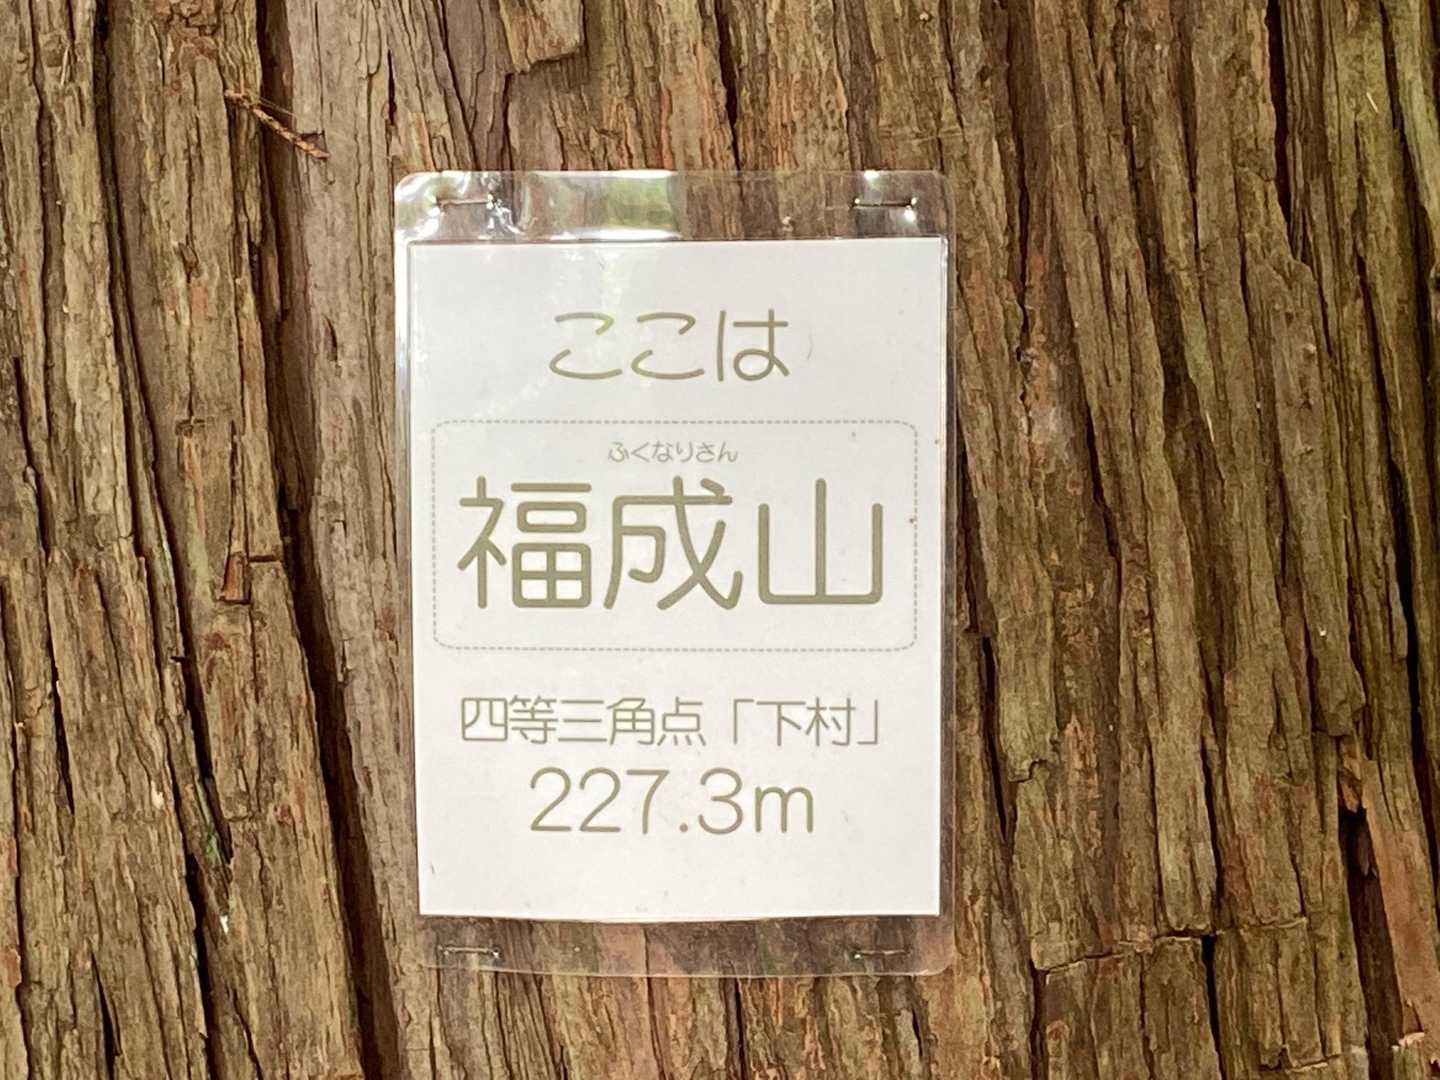 ここは
ふくなりさん
福成山
四等三角点「下村」
227.3m